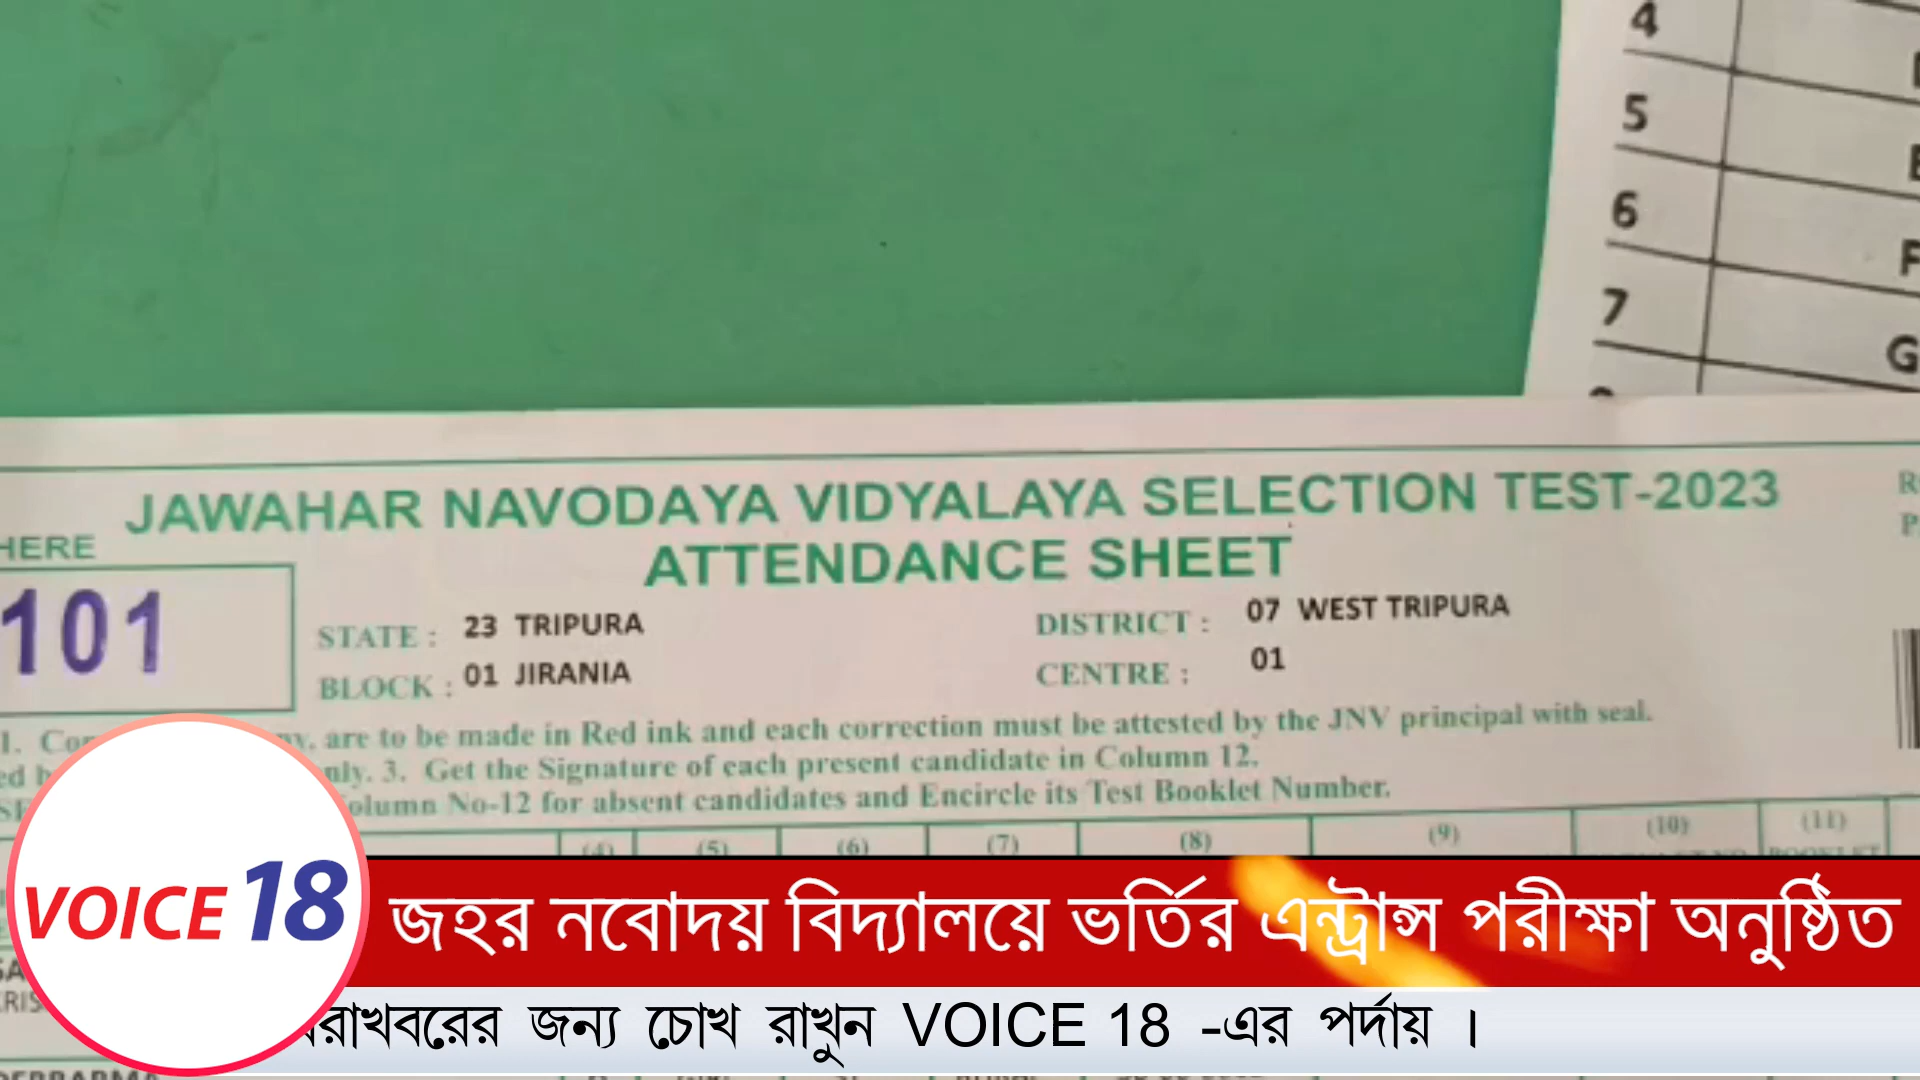 4
5
6
7
G
JAWAHAR NAVODAYA VIDYALAYA SELECTION TEST-2023
HERE
ATTENDANCE SHEET
101
STATE : 23 TRIPURA
DISTRICT : 07 WEST TRIPURA
BLOCK : 01 JIRANIA
CENTRE : 01
1. are to be made in Red ink and each correction must be attested by the JNV principal with seal.
3. Get the Signature of each present candidate in Column 12.
No-12 for absent candidates and Encircle its Test Booklet Number.
(4) (5) (6) (7) (8) (9) (10) (11)
VOICE 18
জহর নবোদয় বিদ্যালয়ে ভর্তির এন্ট্রান্স পরীক্ষা অনুষ্ঠিত
জন্য চোখ রাখুন VOICE 18 -এর পর্দায় ।